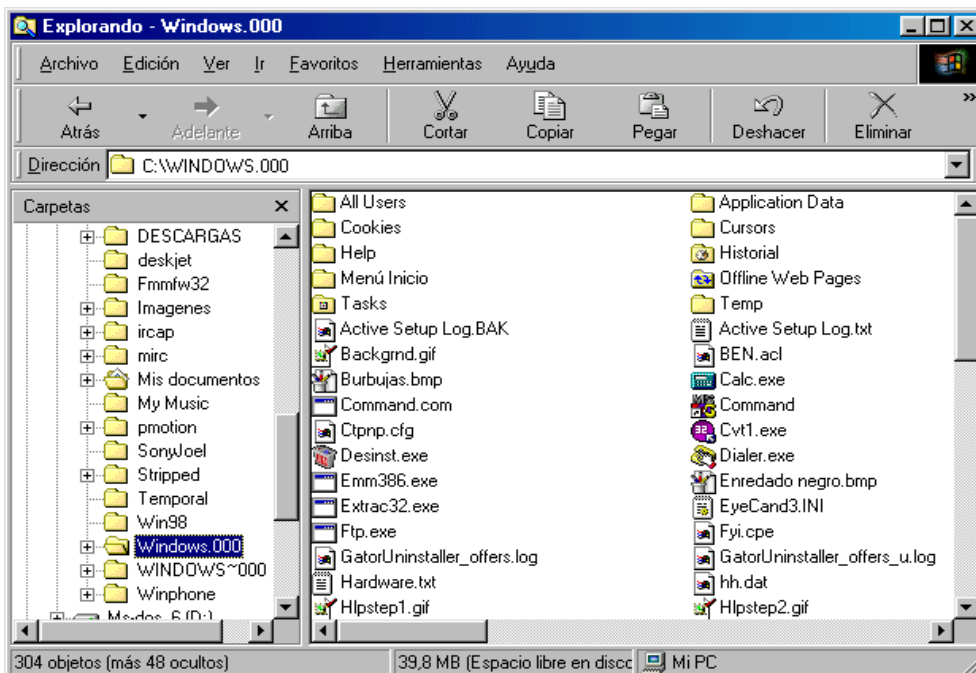 Explorando - Windows.000
Archivo Edición Ver Ir Favoritos Herramientas Ayuda
Atrás Adelante Arriba Cortar Copiar Pegar Deshacer Eliminar
Dirección C:\WINDOWS.000
Carpetas
DESCARGAS
deskjet
Fmmfw32
Imagenes
ircap
mirc
Mis documentos
My Music
pmotion
SonyJoel
Stripped
Temporal
Win98
Windows.000
WINDOWS~000
Winphone
Ms-dos_6 (D:)
All Users
Cookies
Help
Menú Inicio
Tasks
Active Setup Log.BAK
Backgrnd.gif
Burbujas.bmp
Command.com
Ctpnp.cfg
Desinst.exe
Emm386.exe
Extrac32.exe
Ftp.exe
GatorUninstaller_offers.log
Hardware.txt
Hlpstep1.gif
Application Data
Cursors
Historial
Offline Web Pages
Temp
Active Setup Log.txt
BEN.acl
Calc.exe
Command
Cvt1.exe
Dialer.exe
Enredado negro.bmp
EyeCand3.INI
Fyi.cpe
GatorUninstaller_offers_u.log
hh.dat
Hlpstep2.gif
304 objetos (más 48 ocultos) 39,8 MB (Espacio libre en disco Mi PC